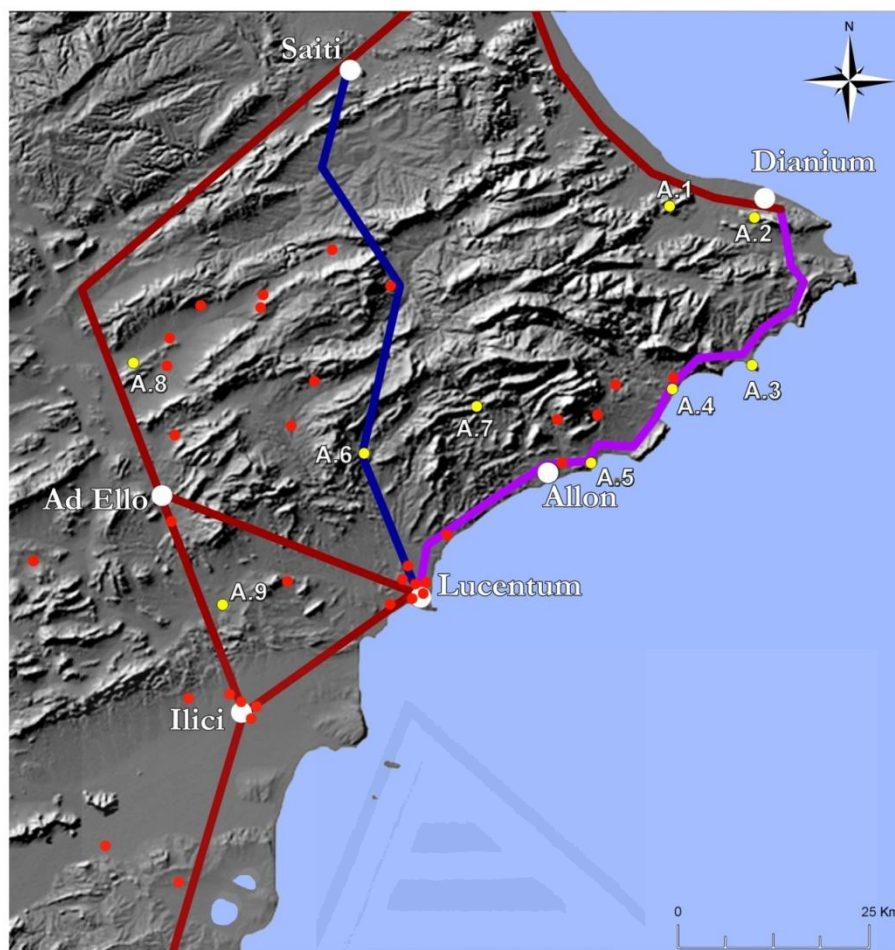 N
Saiti
Dianium
A.1
A.2
A.3
A.8
A.4
A.7
A.6
A.5
Ad Ello
Allon
Lucentum
A.9
Ilici
0
25 Km